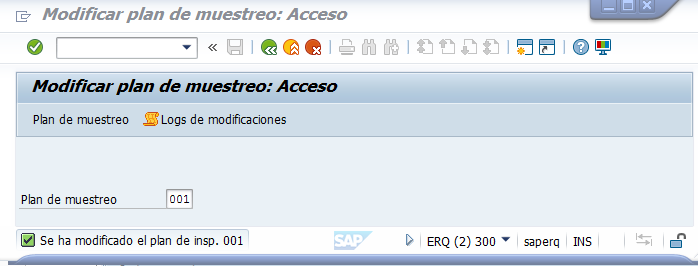 Modificar plan de muestreo: Acceso
Modificar plan de muestreo: Acceso
Plan de muestreo Logs de modificaciones
Plan de muestreo 001
Se ha modificado el plan de insp. 001 SAP ERQ (2) 300 saperq INS